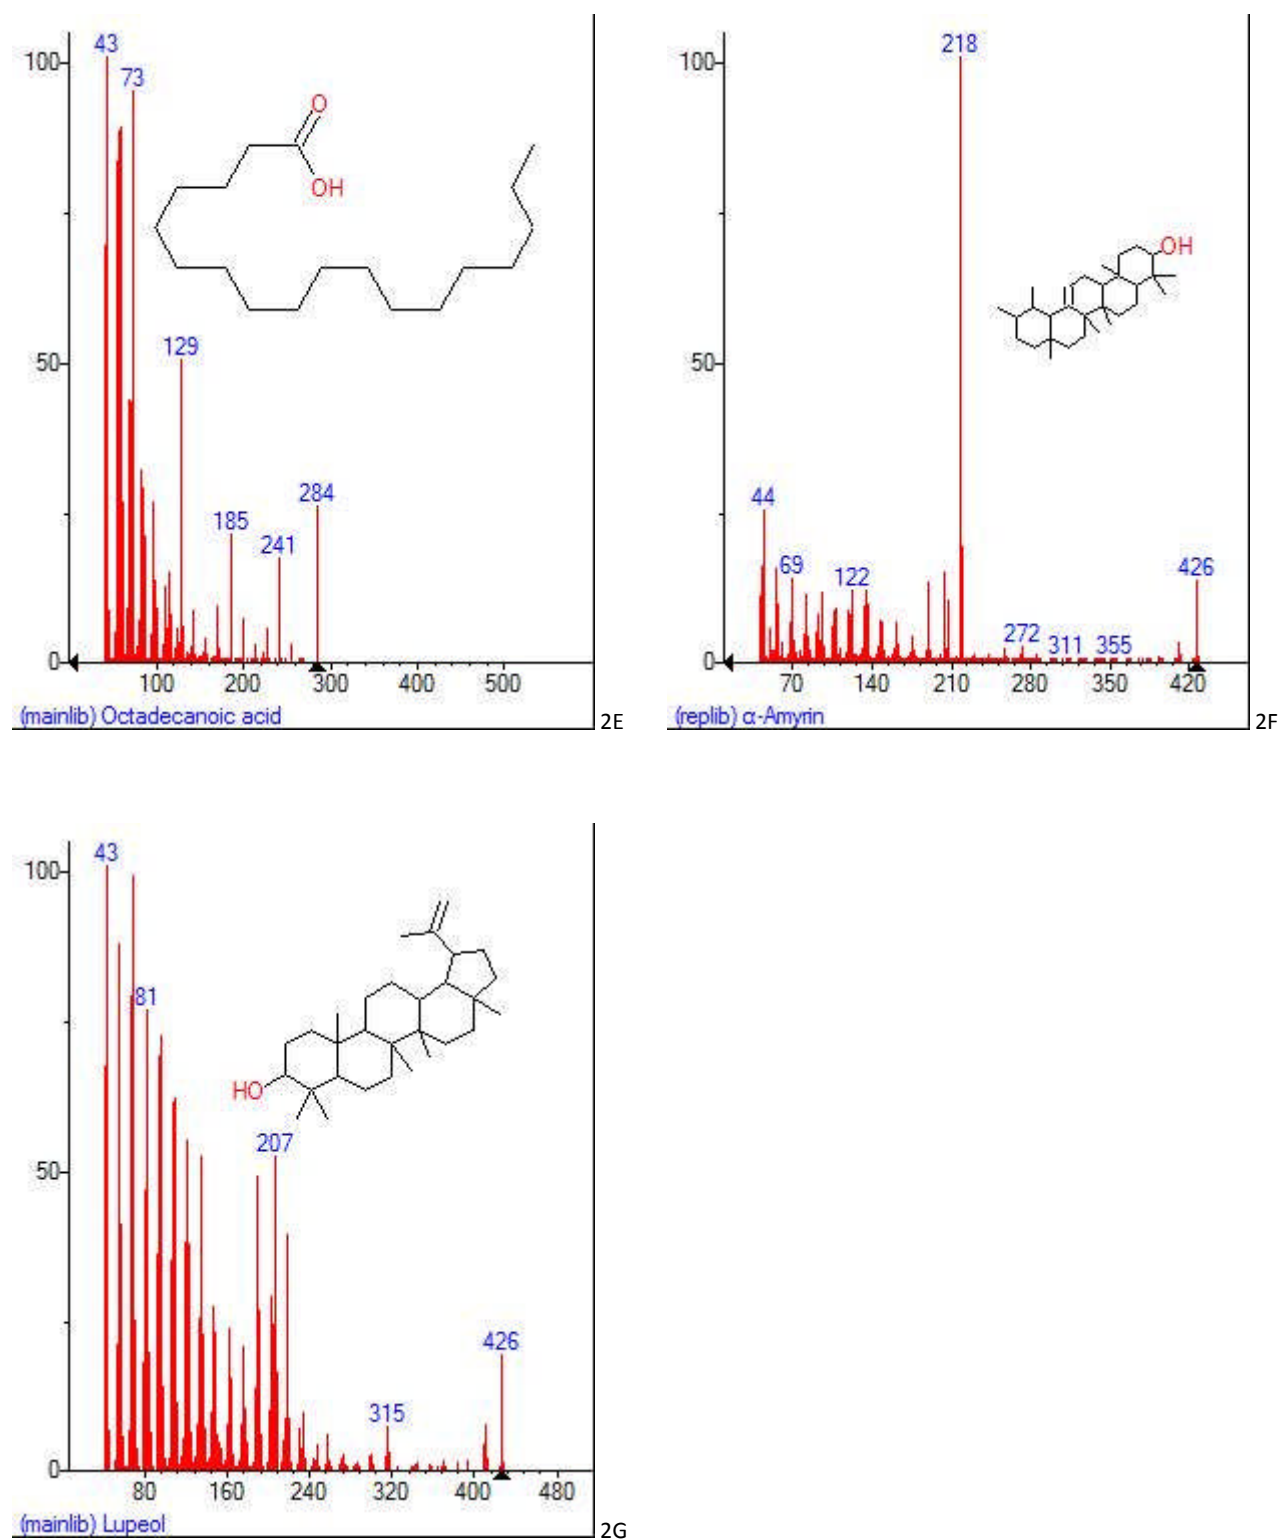 43
100
73
O
OH
50
129
284
185
241
0
100 200 300 400 500
(mainlib) Octadecanoic acid
2E
218
100
OH
50
44
69
122
426
272
311
355
0
70 140 210 280 350 420
(replib) α-Amyrin
2F
43
100
81
HO
207
50
426
315
0
80 160 240 320 400 480
(mainlib) Lupeol
2G